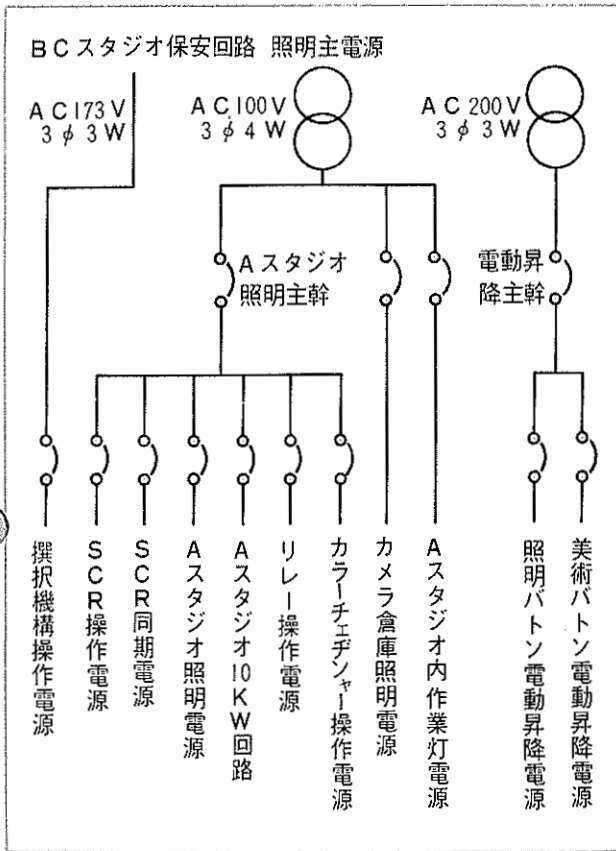 BCスタジオ保安回路 照明主電源
AC173V
3φ3W
AC100V
3φ4W
AC200V
3φ3W
Aスタジオ
照明主幹
電動昇
降主幹
撰択機構操作電源
SCR操作電源
SCR同期電源
Aスタジオ照明電源
Aスタジオ10KW回路
リレー操作電源
カラーチェヂンャー操作電源
カメラ倉庫照明電源
Aスタジオ内作業灯電源
照明バトン電動昇降電源
美術バトン電動昇降電源